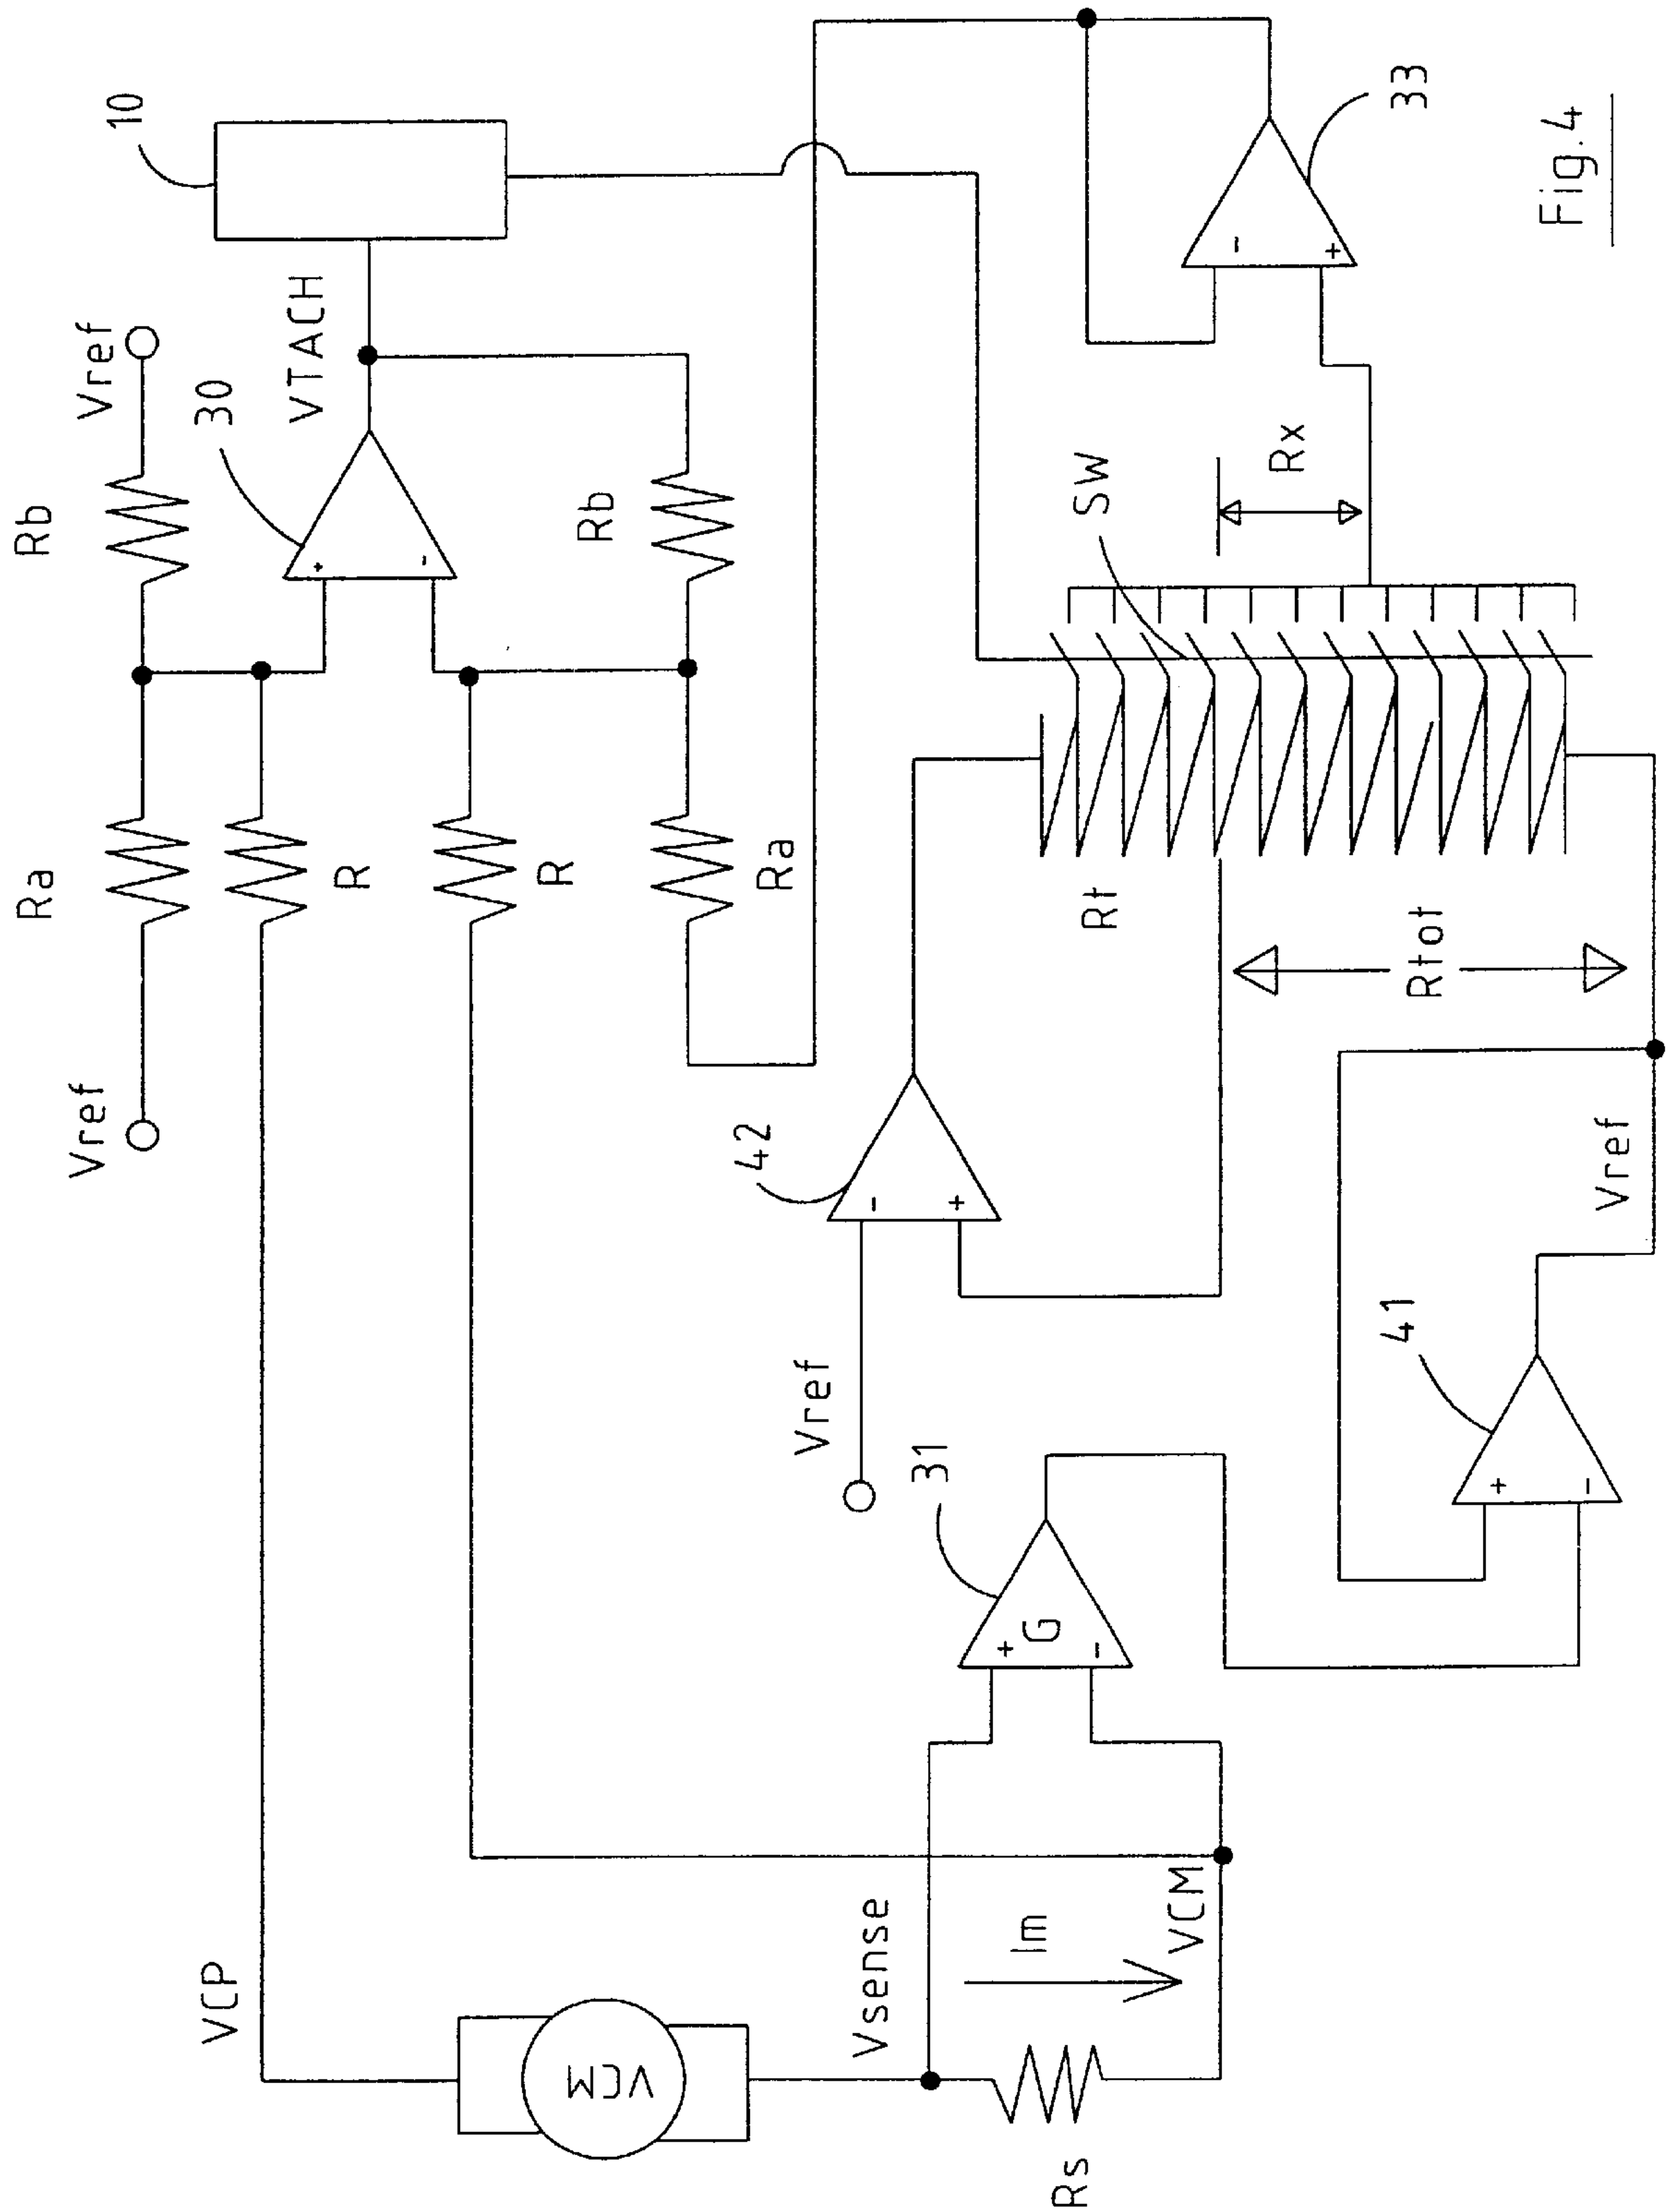 Vref
Ra
Rb
Vref
VCP
R
30
VTACH
10
R
Rb
Ra
VCM
Vsense
Im
VCM
Rs
31
G
+
-
Vref
42
-
+
+
-
Rt
Rtot
SW
Rx
41
+
-
Vref
33
-
+
Fig.4